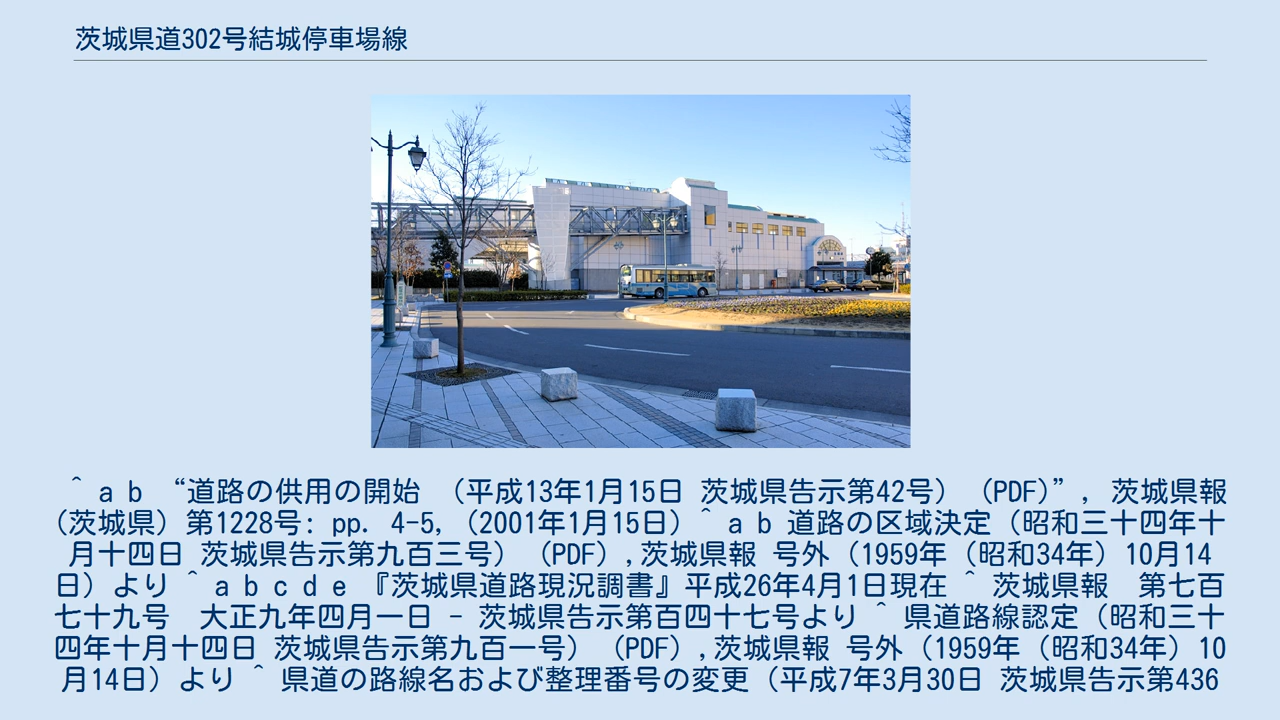 茨城県道302号結城停車場線
^ a b “道路の供用の開始 (平成13年1月15日 茨城県告示第42号) (PDF)”, 茨城県報
(茨城県) 第1228号: pp. 4-5, (2001年1月15日) ^ a b 道路の区域決定 (昭和三十四年十
月十四日 茨城県告示第九百三号) (PDF) ,茨城県報 号外 (1959年 (昭和34年) 10月14
日) より ^ a b c d e 『茨城県道路現況調書』平成26年4月1日現在 ^ 茨城県報 第七百
七十九号 大正九年四月一日 - 茨城県告示第百四十七号より ^ 県道路線認定 (昭和三十
四年十月十四日 茨城県告示第九百一号) (PDF) ,茨城県報 号外 (1959年 (昭和34年) 10
月14日) より ^ 県道の路線名および整理番号の変更 (平成7年3月30日 茨城県告示第436